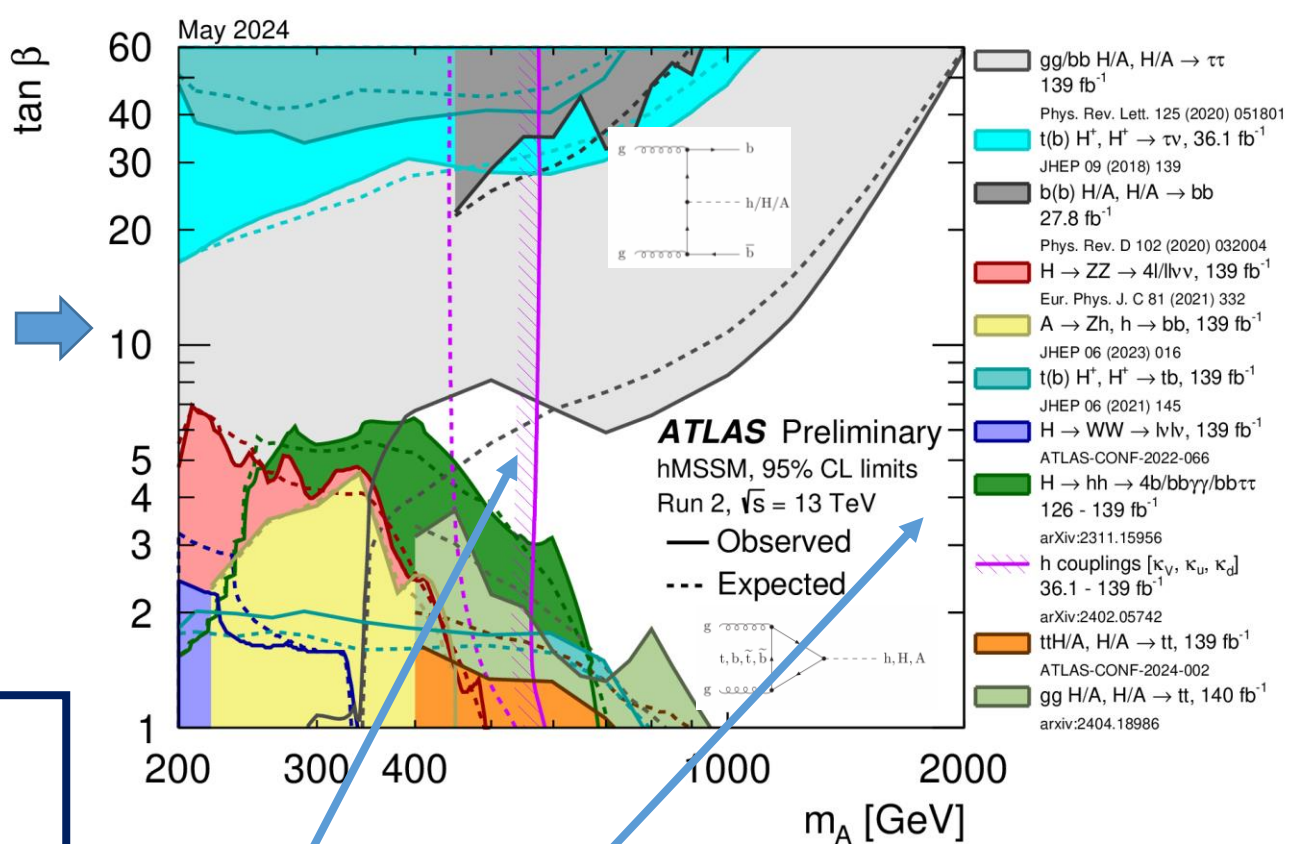 May 2024
tan β
60
40
30
20
10
5
4
3
2
1
200
300
400
1000
2000
m_A [GeV]
g
b
h/H/A
g
b̄
ATLAS Preliminary
hMSSM, 95% CL limits
Run 2, √s = 13 TeV
Observed
Expected
g
t, b, t̃, b̃
h, H, A
g
gg/bb H/A, H/A → ττ
139 fb⁻¹
Phys. Rev. Lett. 125 (2020) 051801
t(b) H⁺, H⁺ → τν, 36.1 fb⁻¹
JHEP 09 (2018) 139
b(b) H/A, H/A → bb
27.8 fb⁻¹
Phys. Rev. D 102 (2020) 032004
H → ZZ → 4l/llνν, 139 fb⁻¹
Eur. Phys. J. C 81 (2021) 332
A → Zh, h → bb, 139 fb⁻¹
JHEP 06 (2023) 016
t(b) H⁺, H⁺ → tb, 139 fb⁻¹
JHEP 06 (2021) 145
H → WW → lνlν, 139 fb⁻¹
ATLAS-CONF-2022-066
H → hh → 4b/bbγγ/bbττ
126 - 139 fb⁻¹
arXiv:2311.15956
h couplings [κ_V, κ_u, κ_d]
36.1 - 139 fb⁻¹
arXiv:2402.05742
ttH/A, H/A → tt, 139 fb⁻¹
ATLAS-CONF-2024-002
gg H/A, H/A → tt, 140 fb⁻¹
arxiv:2404.18986